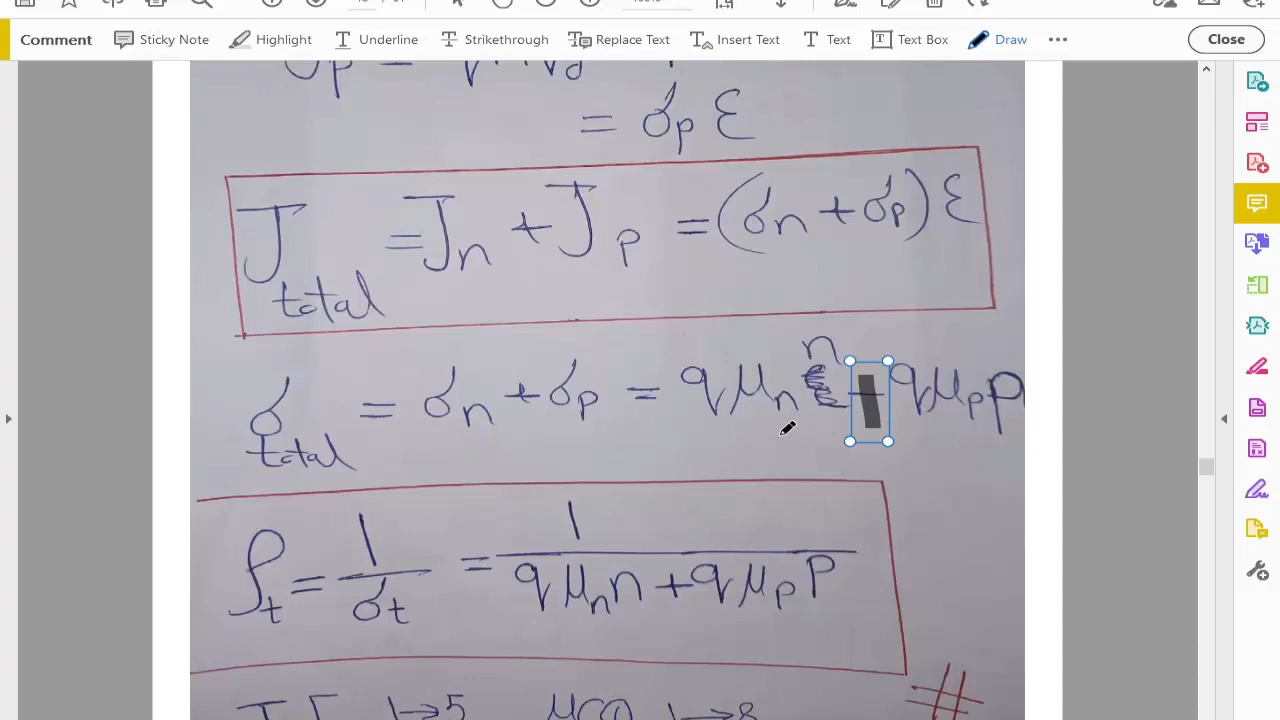 Comment Sticky Note Highlight Underline Strikethrough Replace Text Insert Text Text Text Box Draw Close
= σp ℰ
J total = Jn + Jp = (σn + σp) ℰ
σ total = σn + σp = qμn n + qμp p
ρt = 1/σt = 1/(qμn n + qμp p)
#